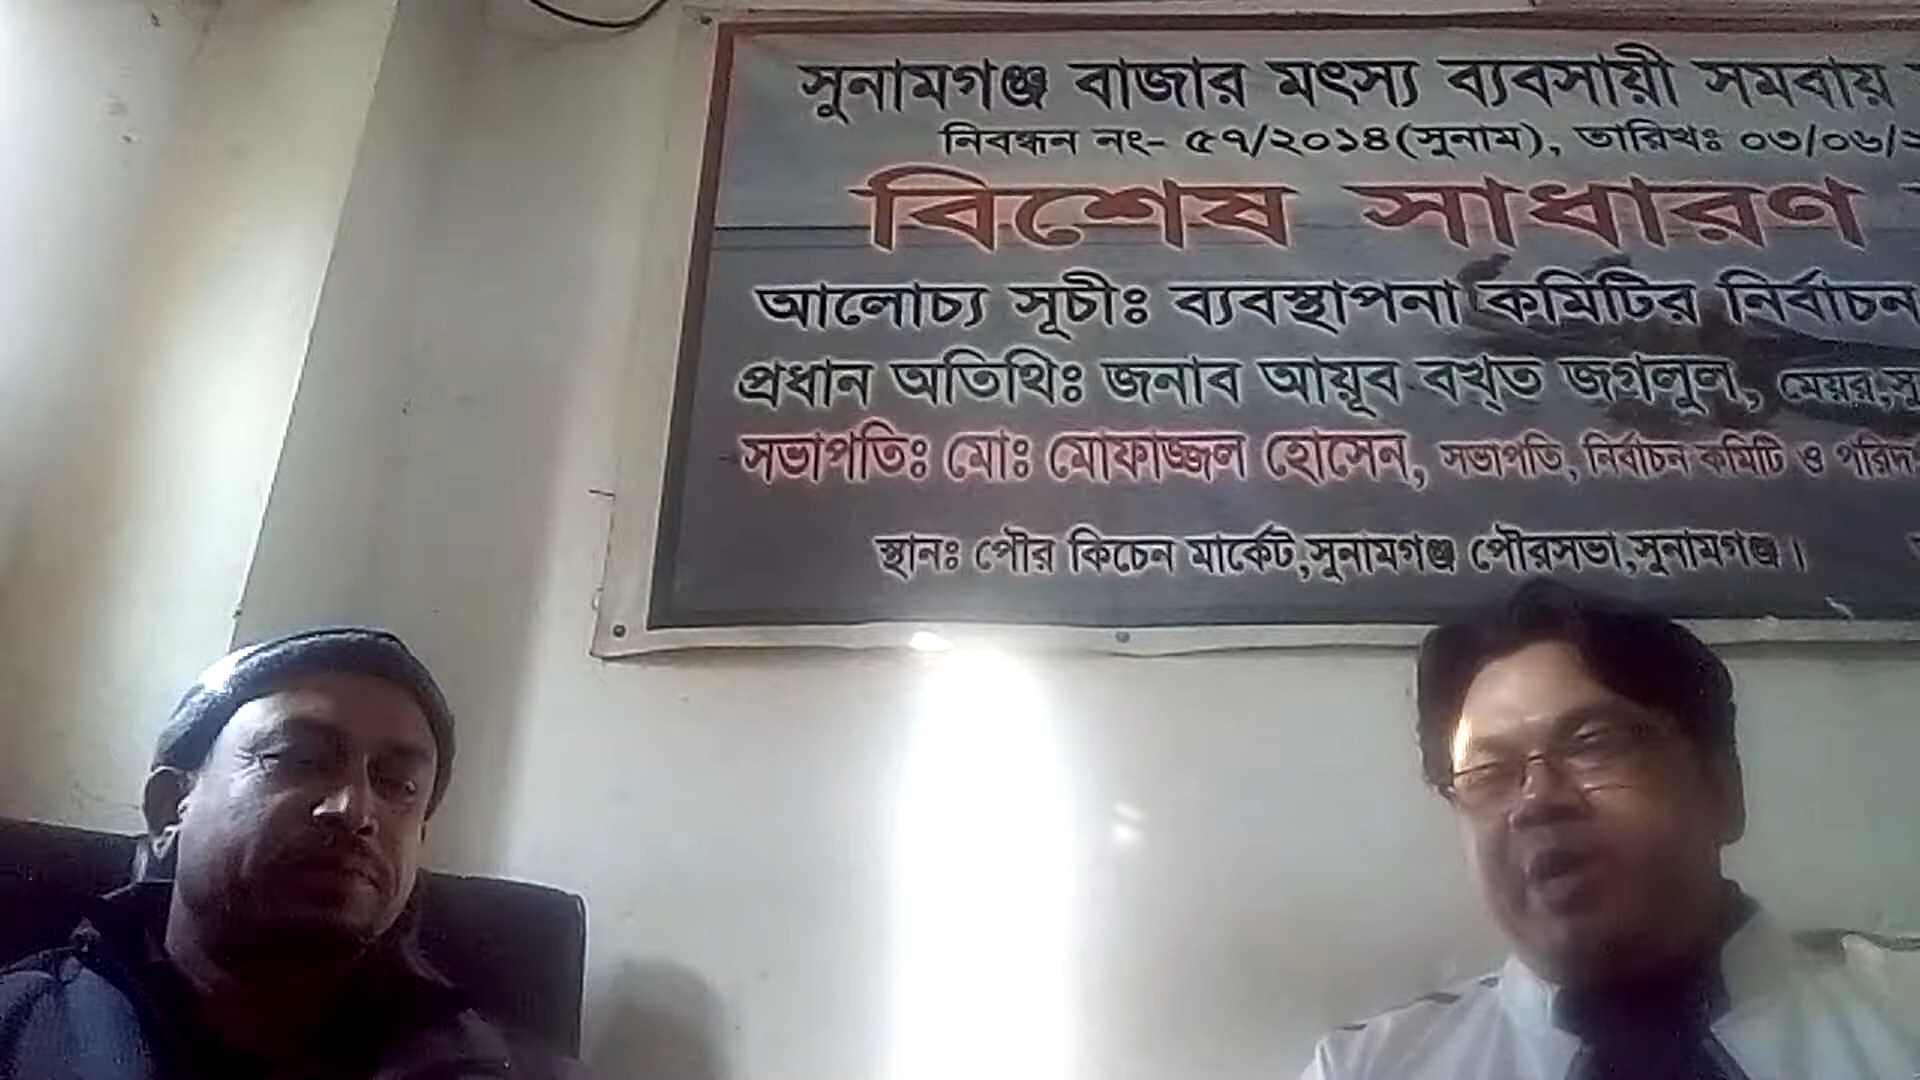 সুনামগঞ্জ বাজার মৎস্য ব্যবসায়ী সমবায়
নিবন্ধন নং- ৫৭/২০১৪(সুনাম), তারিখঃ ০৩/০৬/
বিশেষ সাধারণ
আলোচ্য সূচীঃ ব্যবস্থাপনা কমিটির নির্বাচন
প্রধান অতিথিঃ জনাব আয়ূব বখ্ত জগলুল, মেয়র,সু
সভাপতিঃ মোঃ মোফাজ্জল হোসেন, সভাপতি, নির্বাচন কমিটি ও পরিদ
স্থানঃ পৌর কিচেন মার্কেট,সুনামগঞ্জ পৌরসভা,সুনামগঞ্জ।